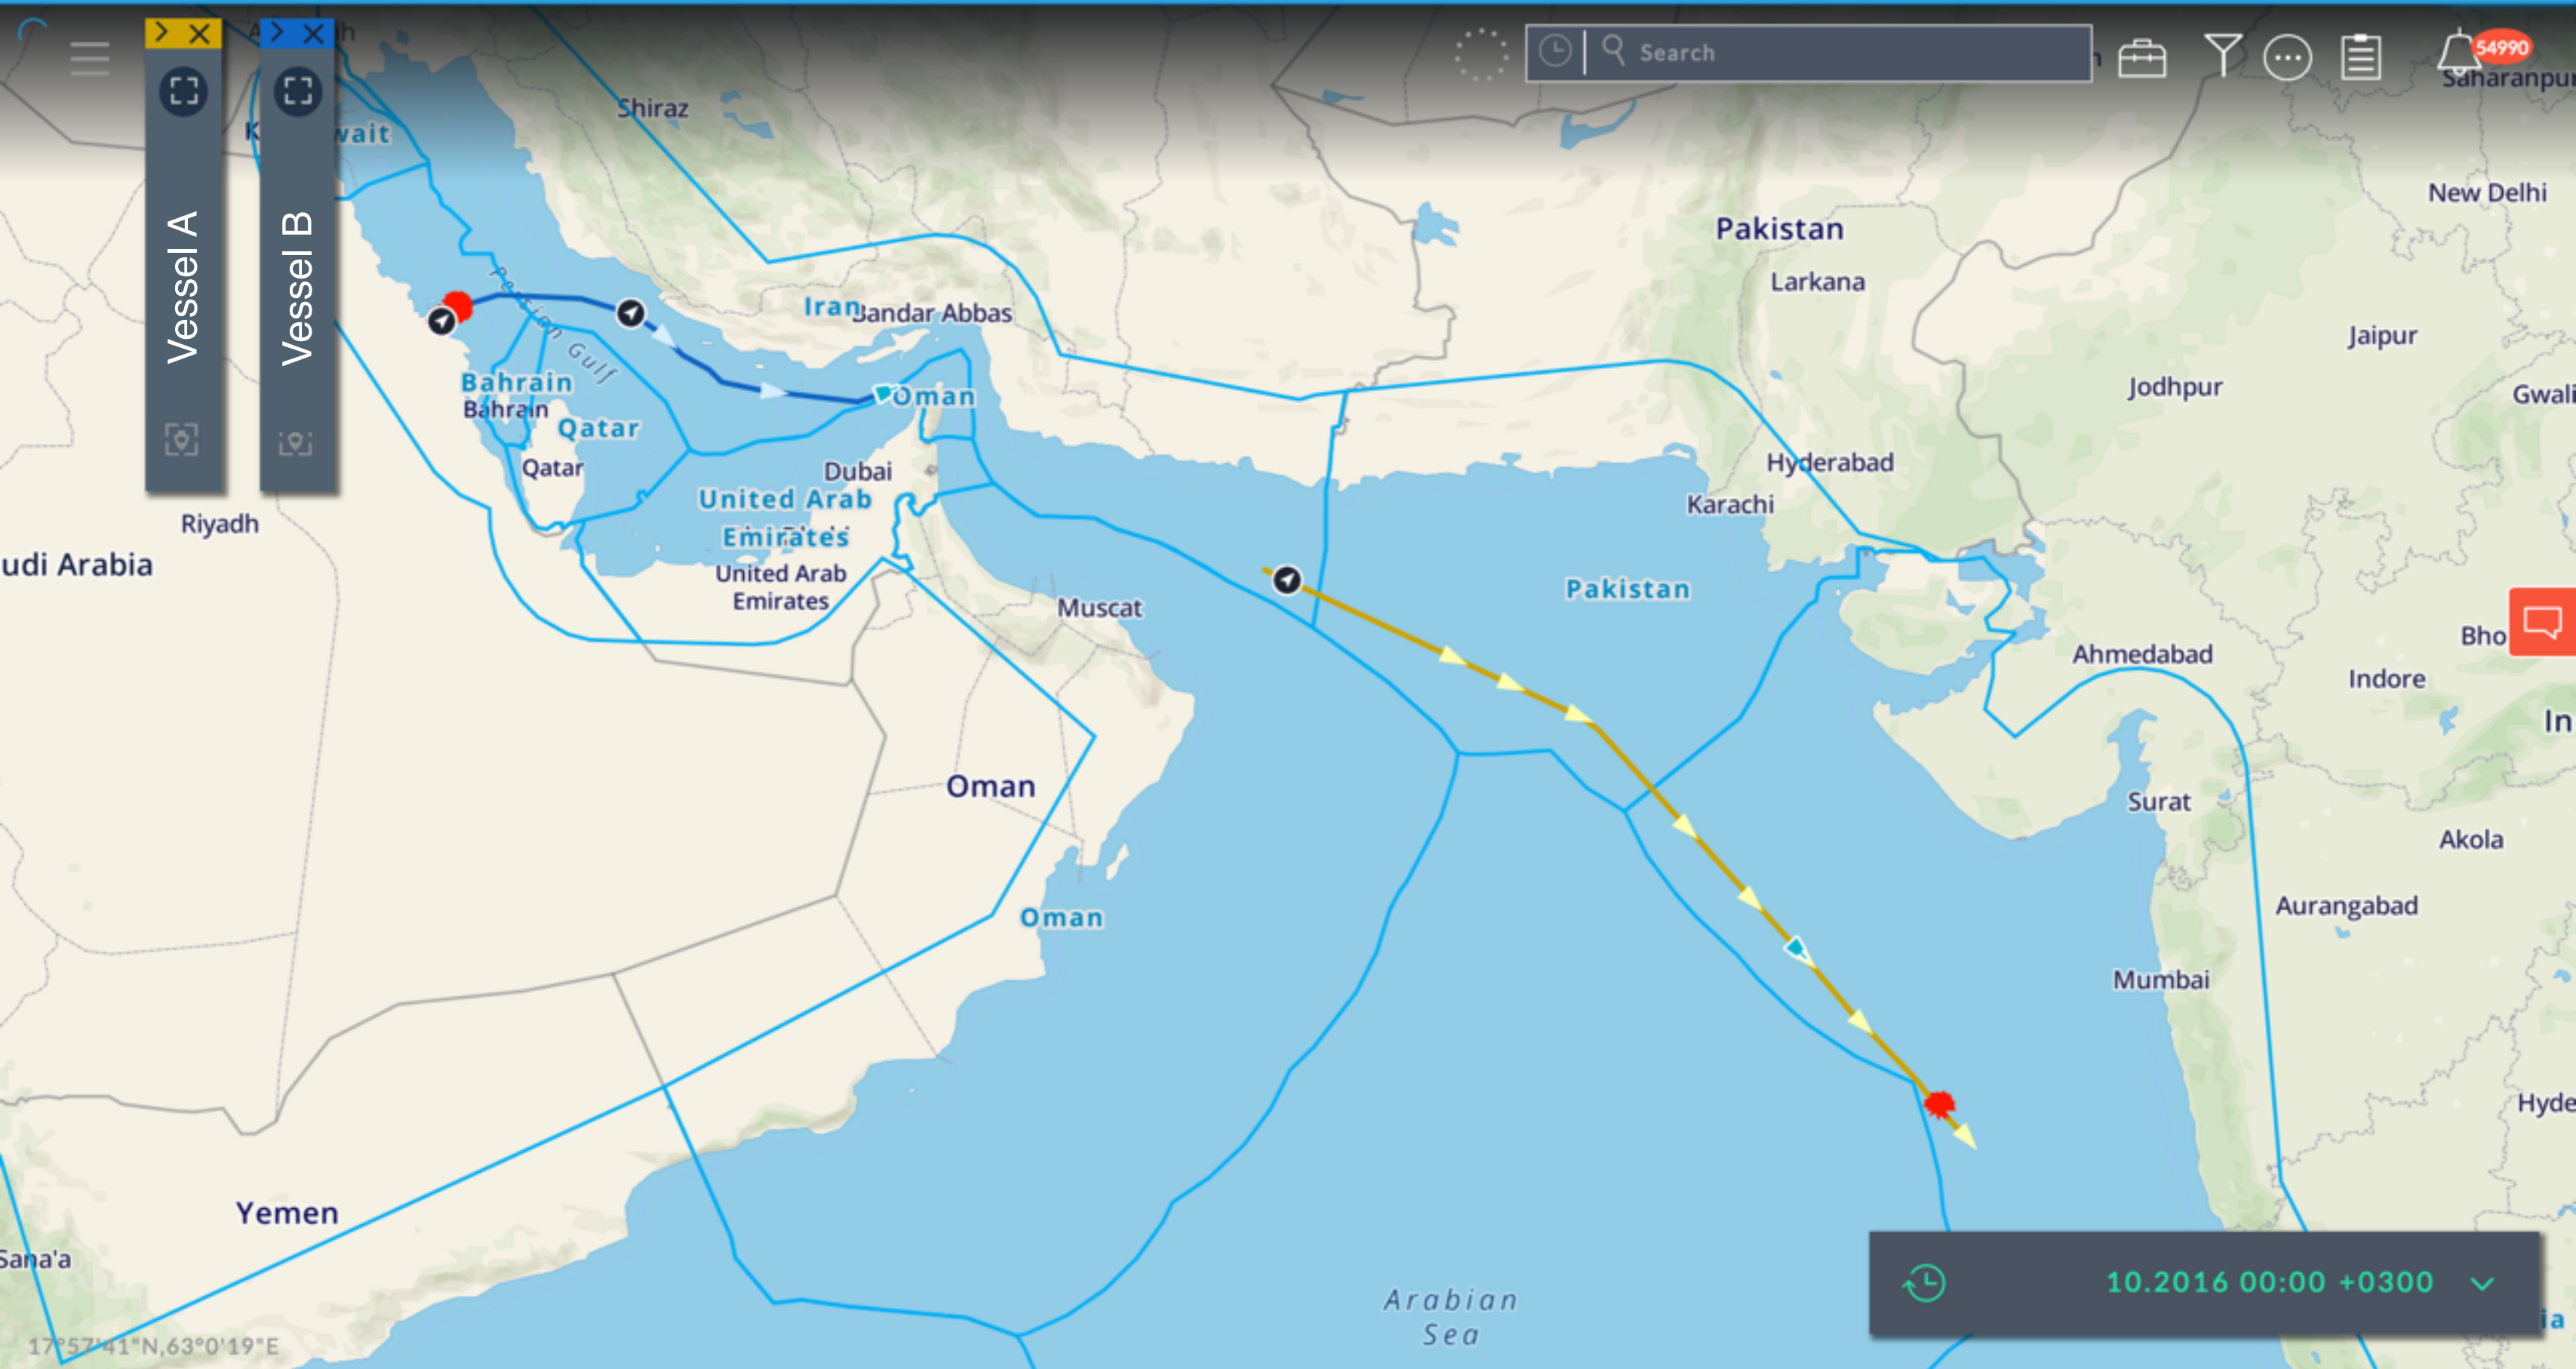 Search
54990
Saharanpur
Shiraz
wait
New Delhi
Pakistan
Larkana
Vessel A
Vessel B
Persian Gulf
Iran
Bandar Abbas
Jaipur
Jodhpur
Gwali
Bahrain
Bahrain
Oman
Qatar
Qatar
Dubai
Hyderabad
Karachi
United Arab
Emirates
Riyadh
udi Arabia
United Arab
Emirates
Muscat
Pakistan
Bho
Ahmedabad
Indore
In
Oman
Surat
Akola
Oman
Aurangabad
Mumbai
Hyde
Yemen
Sana'a
Arabian
Sea
10.2016 00:00 +0300
ia
17°57'41"N,63°0'19"E